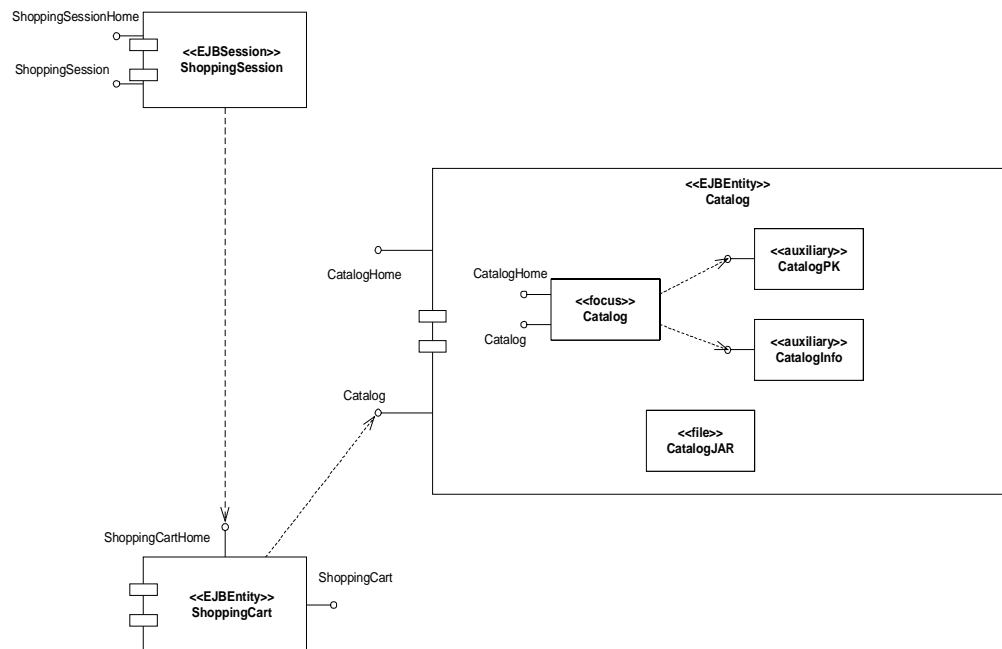 ShoppingSessionHome
<<EJBSession>>
ShoppingSession
ShoppingSession
<<EJBEntity>>
Catalog
CatalogHome
CatalogHome
<<auxiliary>>
CatalogPK
<<focus>>
Catalog
Catalog
<<auxiliary>>
CatalogInfo
Catalog
<<file>>
CatalogJAR
ShoppingCartHome
<<EJBEntity>>
ShoppingCart
ShoppingCart